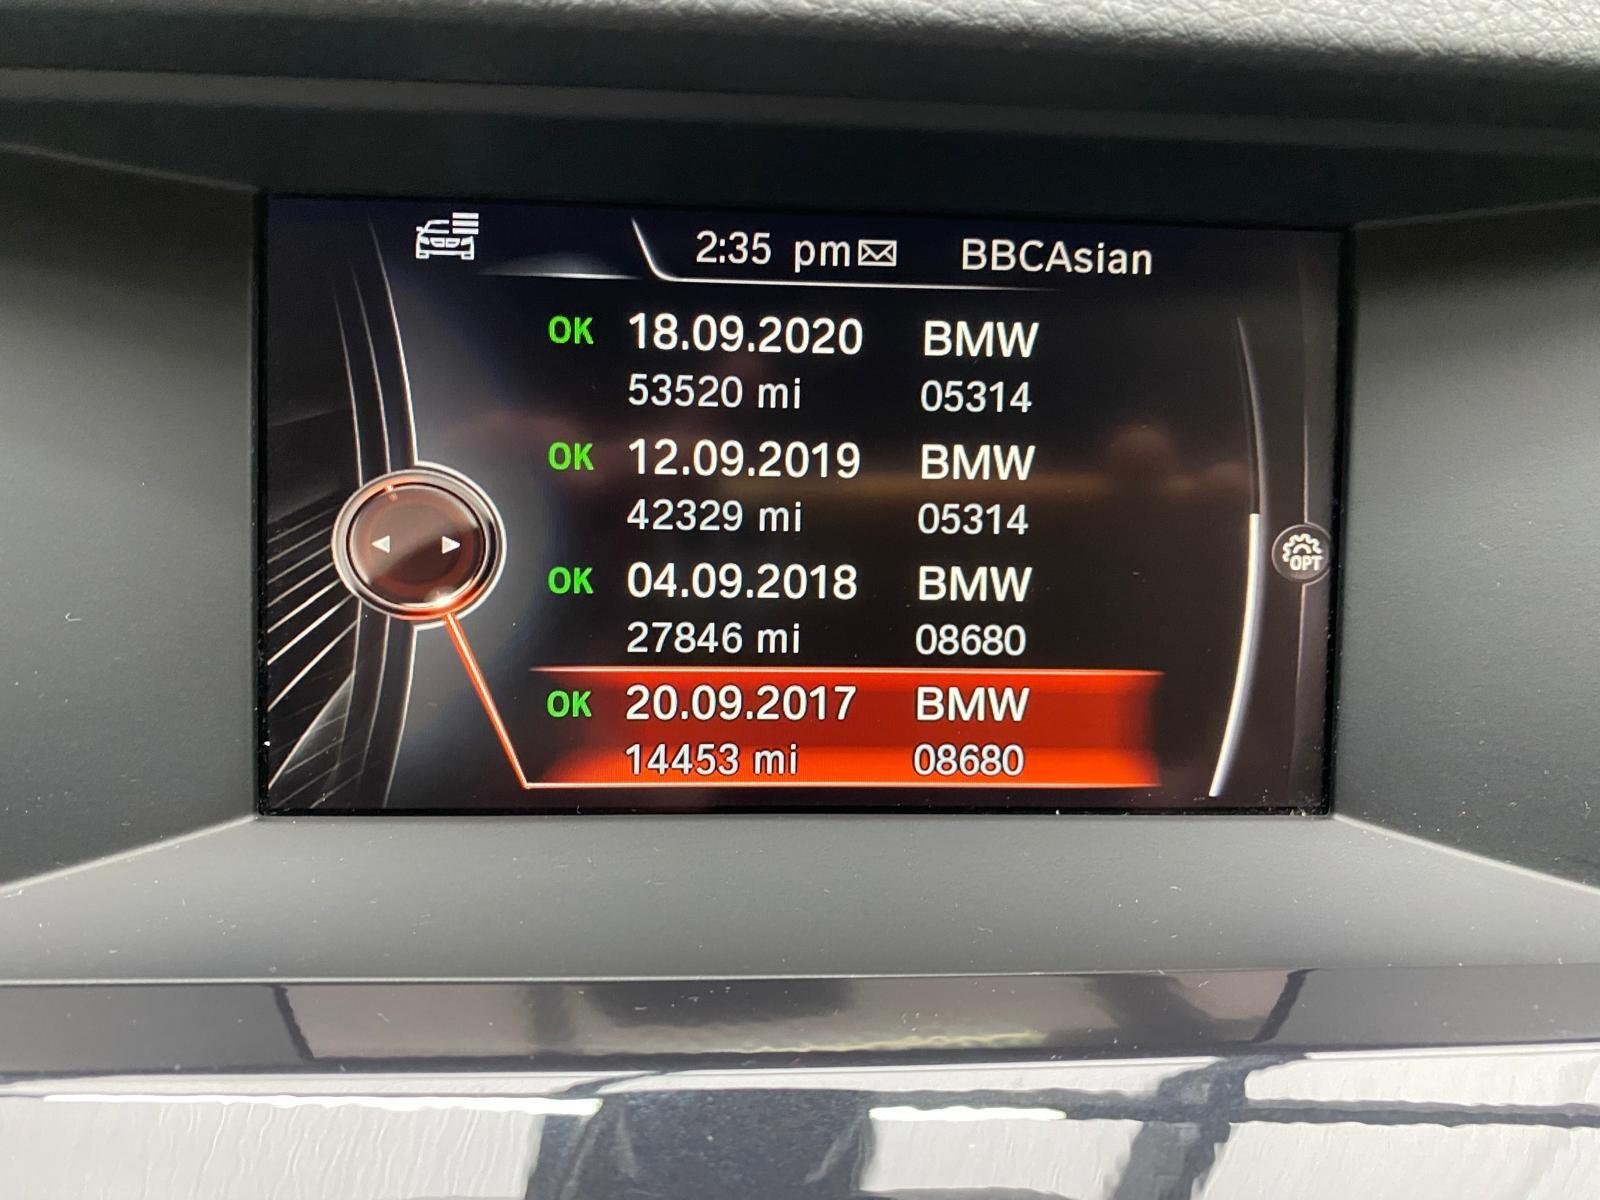 2:35 pm BBCAsian
OK 18.09.2020 BMW
53520 mi 05314
OK 12.09.2019 BMW
42329 mi 05314
OK 04.09.2018 BMW
27846 mi 08680
OK 20.09.2017 BMW
14453 mi 08680
OPT